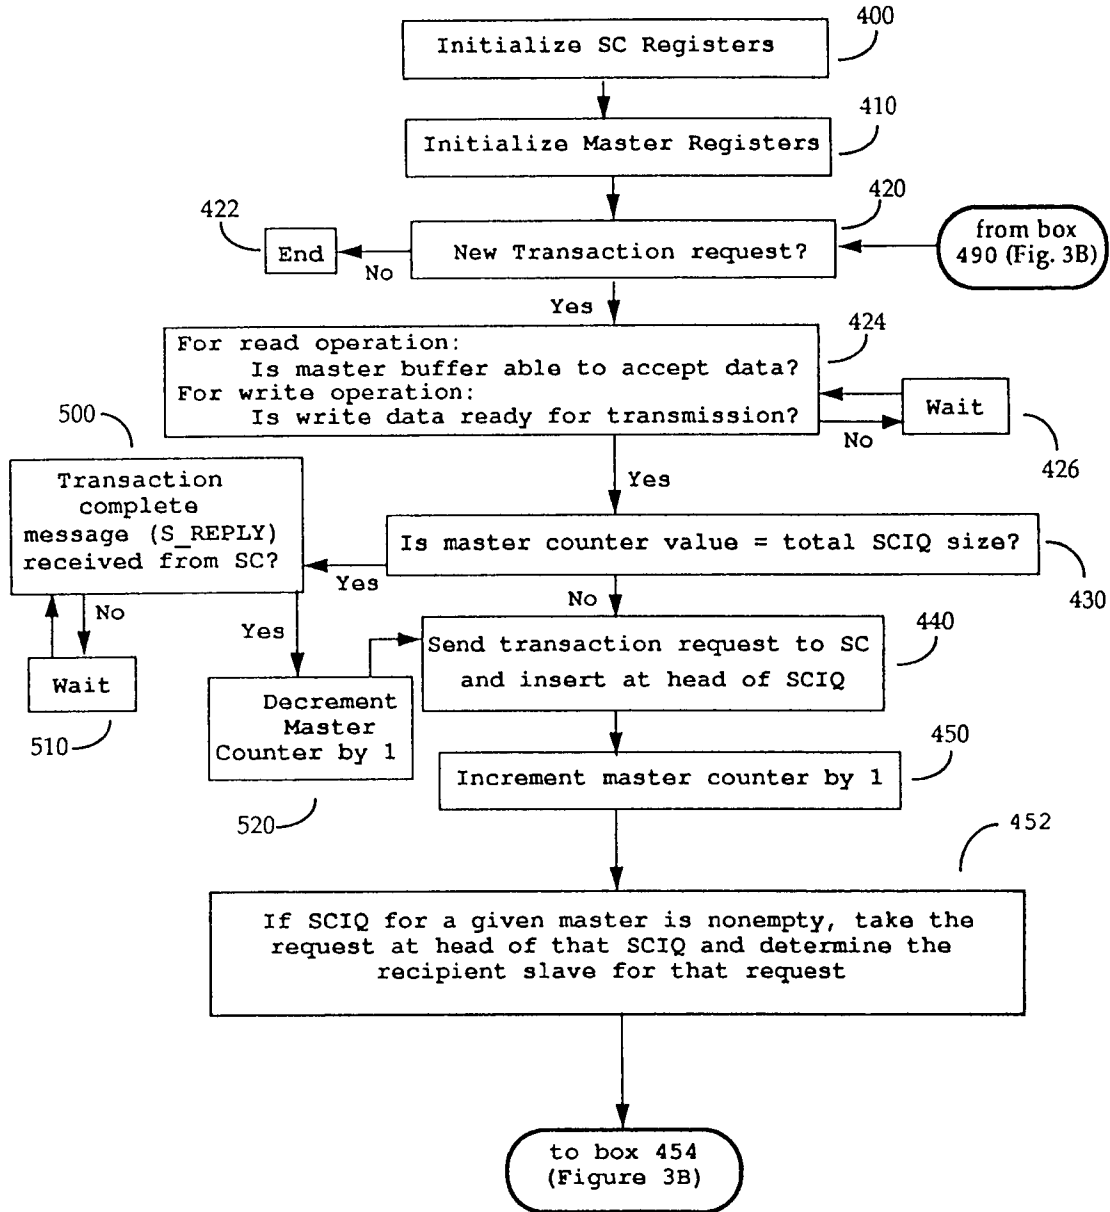 400
Initialize SC Registers
410
Initialize Master Registers
420
422
from box
490 (Fig. 3B)
End
New Transaction request?
No
Yes
424
For read operation:
Is master buffer able to accept data?
For write operation:
Is write data ready for transmission?
Wait
No
426
500
Transaction
complete
message (S_REPLY)
received from SC?
Yes
Is master counter value = total SCIQ size?
Yes
430
No
No
440
Yes
Send transaction request to SC
and insert at head of SCIQ
Wait
510
Decrement
Master
Counter by 1
520
450
Increment master counter by 1
452
If SCIQ for a given master is nonempty, take the
request at head of that SCIQ and determine the
recipient slave for that request
to box 454
(Figure 3B)